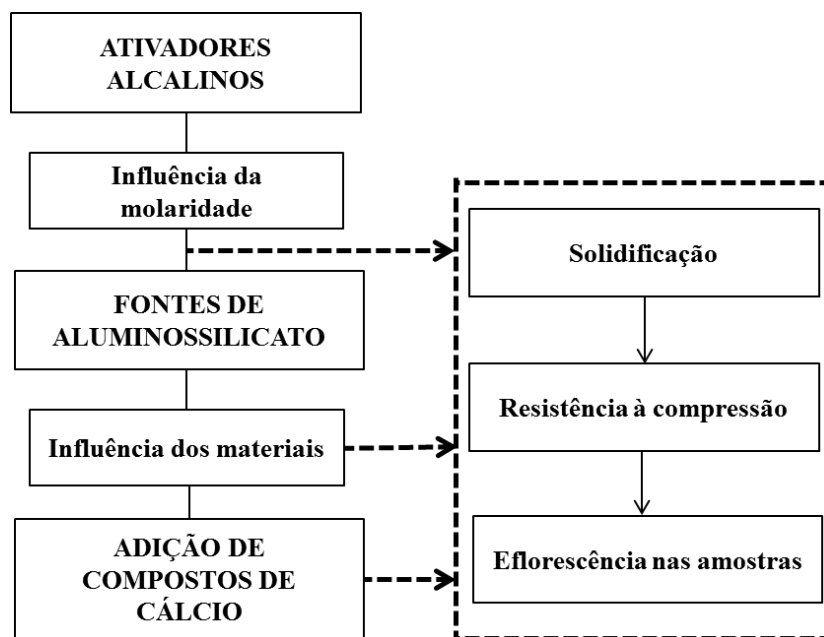 ATIVADORES
ALCALINOS
Influência da
molaridade
FONTES DE
ALUMINOSSILICATO
Influência dos materiais
ADIÇÃO DE
COMPOSTOS DE
CÁLCIO
Solidificação
Resistência à compressão
Eflorescência nas amostras